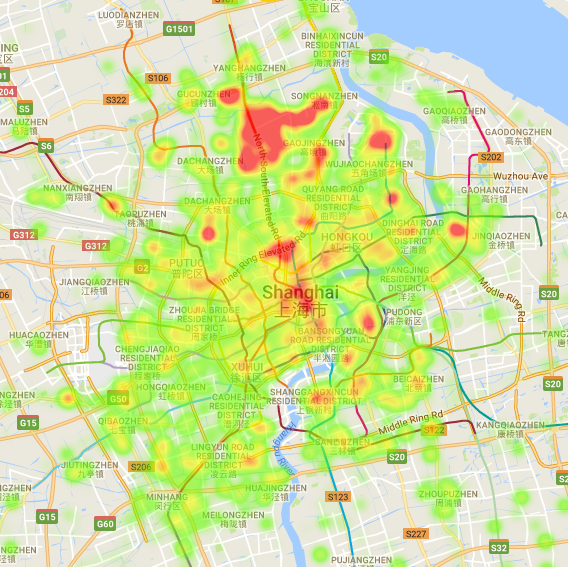 S107
LUODIANZHEN
罗店镇
宝山区
G1501
BINHAIXINCUN
RESIDENTIAL
DISTRICT
海滨新村
S20
YANGHANGZHEN
杨行镇
S106
204
S5
S322
GUCUNZHEN
顾村镇
SONGNANZHEN
淞南镇
GAOQIAOZHEN
高桥镇
MALUZHEN
马陆镇
S6
GAOJINGZHEN
高境镇
GAODONGZHEN
高东镇
DACHANGZHEN
大场镇
WUJIAOCHANGZHEN
五角场镇
S202
NANXIANGZHEN
南翔镇
North-South Elevated Rd
QUYANG ROAD
RESIDENTIAL
DISTRICT
曲阳路
Wuzhou Ave
GAOHANGZHEN
高行镇
DACHANGZHEN
大场镇
TAOPUZHEN
桃浦镇
G312
G312
HONGKOU
虹口区
DINGHAI ROAD
RESIDENTIAL
DISTRICT
定海路
JINQIAOZHEN
金桥镇
PUTUO
普陀区
G2
Inner Ring Elevated Rd
YANGJING
RESIDENTIAL
DISTRICT
洋泾
JIANGQIAOZHEN
江桥镇
Middle Ring Rd
S20
Shanghai
上海市
ZHOUJIA BRIDGE
RESIDENTIAL
DISTRICT
周家桥
PUDONG
浦东新区
HUACAOZHEN
华漕镇
BANSONGYUAN
ROAD RESIDENTIAL
DISTRICT
半淞园路
CHENGJIAQIAO
RESIDENTIAL
DISTRICT
程家桥
XUHUI
徐汇区
BEICAIZHEN
北蔡镇
S20
HONGQIAOZHEN
虹桥镇
G50
CAOHEJING
RESIDENTIAL
DISTRICT
漕河泾
SHANGGANGXINCUN
RESIDENTIAL DISTRICT
上钢新村
G15
QIBAOZHEN
七宝镇
Middle Ring Rd
S122
KANGQIAOZHEN
康桥镇
LINGYUN ROAD
RESIDENTIAL
DISTRICT
凌云路
SANLINZHEN
三林镇
Huangpu River
S20
JIUTINGZHEN
九亭镇
S206
HUAJINGZHEN
华泾镇
S123
ZHOUPUZHEN
周浦镇
MINHANG
闵行区
MEILONGZHEN
梅陇镇
G15
G60
S227
S32
PUJIANGZHEN